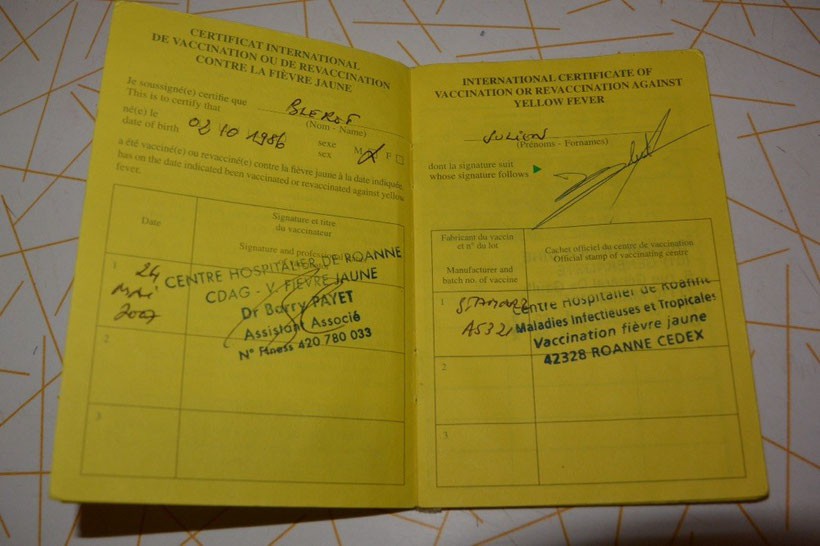 CERTIFICAT INTERNATIONAL
DE VACCINATION OU DE REVACCINATION
CONTRE LA FIÈVRE JAUNE
Je soussigné(e) certifie que
This is to certify that
(Nom - Name)
né(e) le
date of birth
02 10 1986
sexe
sex
M
F
a été vacciné(e) ou revacciné(e) contre la fièvre jaune à la date indiquée,
has on the date indicated been vaccinated or revaccinated against yellow
fever.
Date
Signature et titre
du vaccinateur
Signature and
1
24
MAI
2007
CENTRE HOSPITALIER DE ROANNE
CDAG - V. FIEVRE JAUNE
Dr Barry PAYET
Assistant Associé
N° Finess 420 780 033
2
3
INTERNATIONAL CERTIFICATE OF
VACCINATION OR REVACCINATION AGAINST
YELLOW FEVER
JULIEN
(Prénoms - Fornames)
dont la signature suit
whose signature follows
Fabricant du vaccin
et n° du lot
Manufacturer and
batch no. of vaccine
Cachet officiel du centre de vaccination
Official stamp of vaccinating centre
1
STAMARIL
A5321
Centre Hospitalier de Roanne
Maladies Infectieuses et Tropicales
Vaccination fièvre jaune
42328 ROANNE CEDEX
2
3